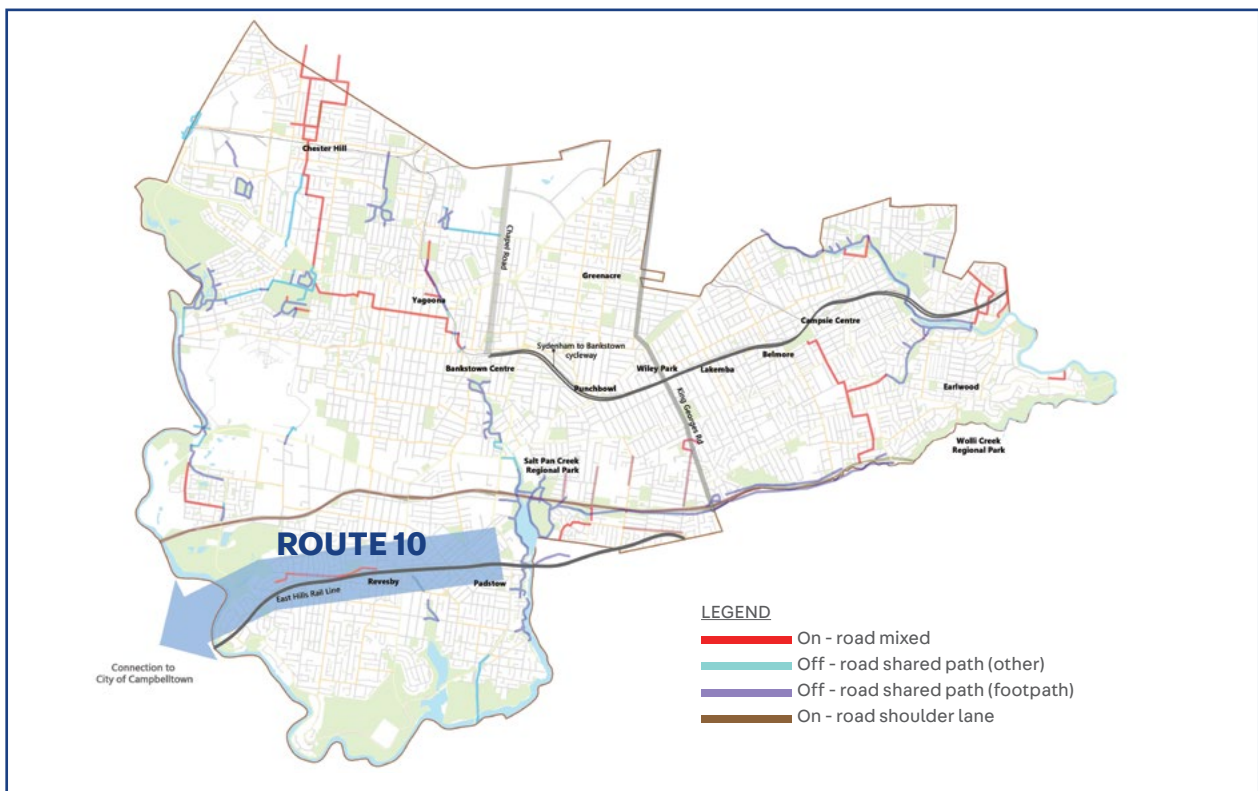 Chester Hill
Chapel Road
Greenacre
Yagoona
Campsie Centre
Sydenham to Bankstown
cycleway
Bankstown Centre
Wiley Park
Lakemba
Belmore
Punchbowl
Earlwood
King Georges Rd
Wolli Creek
Regional Park
Salt Pan Creek
Regional Park
ROUTE 10
Revesby
Padstow
East Hills Rail Line
Connection to
City of Campbelltown
LEGEND
On - road mixed
Off - road shared path (other)
Off - road shared path (footpath)
On - road shoulder lane